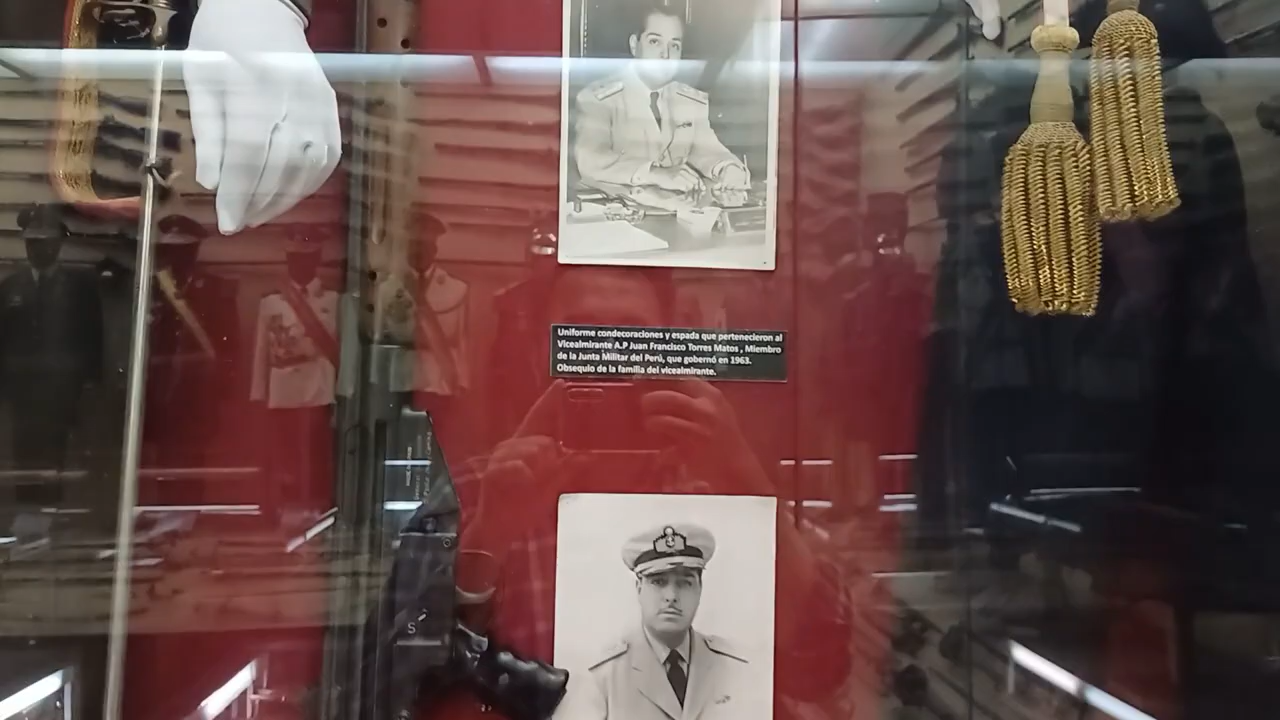 Uniforme condecoraciones y espada que pertenecieron al
Vicealmirante A.P Juan Francisco Torres Matos , Miembro
de la Junta Militar del Perú, que gobernó en 1963.
Obsequio de la familia del vicealmirante.
S